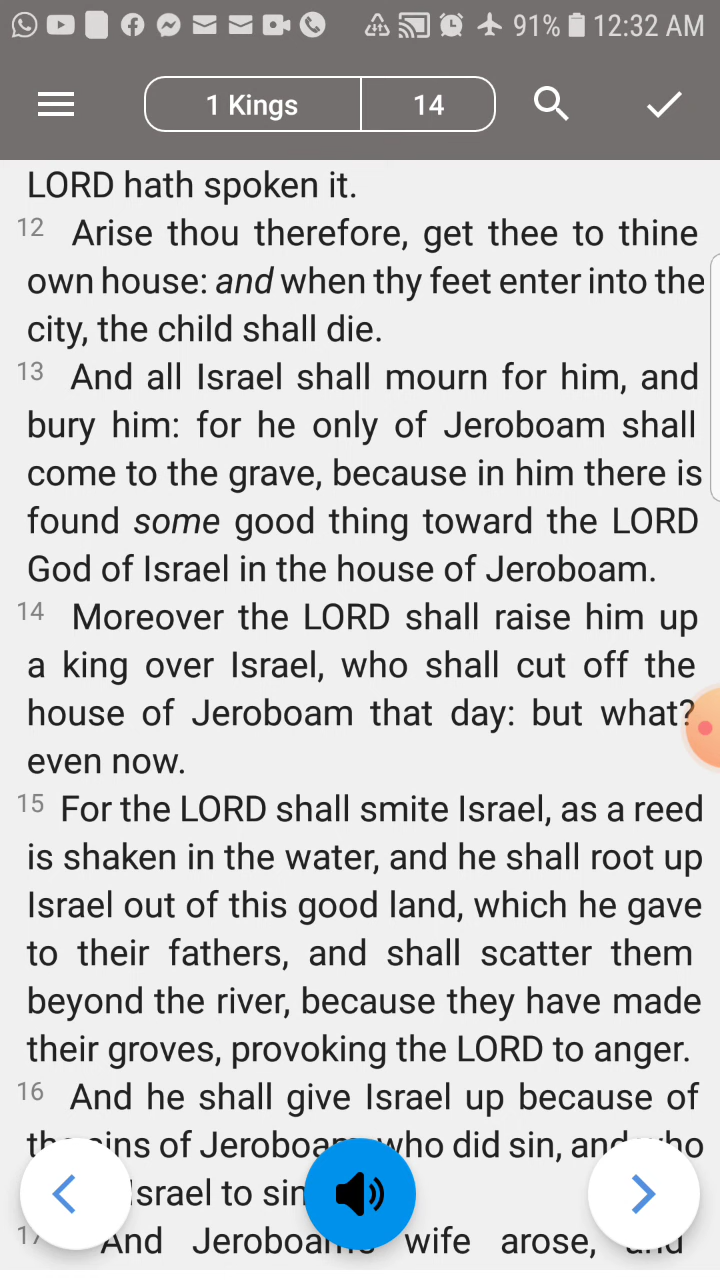 91% 12:32 AM
1 Kings 14
LORD hath spoken it.
12 Arise thou therefore, get thee to thine
own house: and when thy feet enter into the
city, the child shall die.
13 And all Israel shall mourn for him, and
bury him: for he only of Jeroboam shall
come to the grave, because in him there is
found some good thing toward the LORD
God of Israel in the house of Jeroboam.
14 Moreover the LORD shall raise him up
a king over Israel, who shall cut off the
house of Jeroboam that day: but what?
even now.
15 For the LORD shall smite Israel, as a reed
is shaken in the water, and he shall root up
Israel out of this good land, which he gave
to their fathers, and shall scatter them
beyond the river, because they have made
their groves, provoking the LORD to anger.
16 And he shall give Israel up because of
the sins of Jeroboam, who did sin, and who
Israel to sin
17 And Jeroboam's wife arose, and